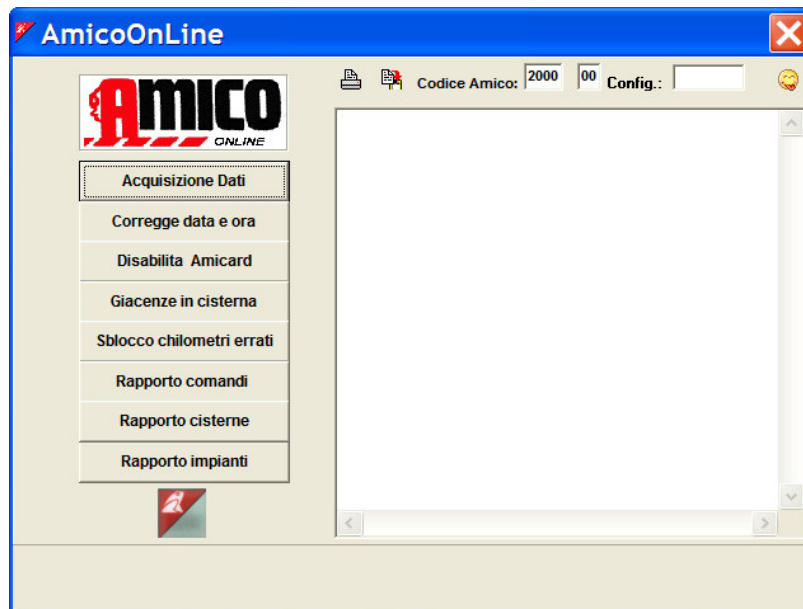 AmicoOnLine
AMICO
ONLINE
Codice Amico: 2000 00 Config.:
Acquisizione Dati
Corregge data e ora
Disabilita Amicard
Giacenze in cisterna
Sblocco chilometri errati
Rapporto comandi
Rapporto cisterne
Rapporto impianti